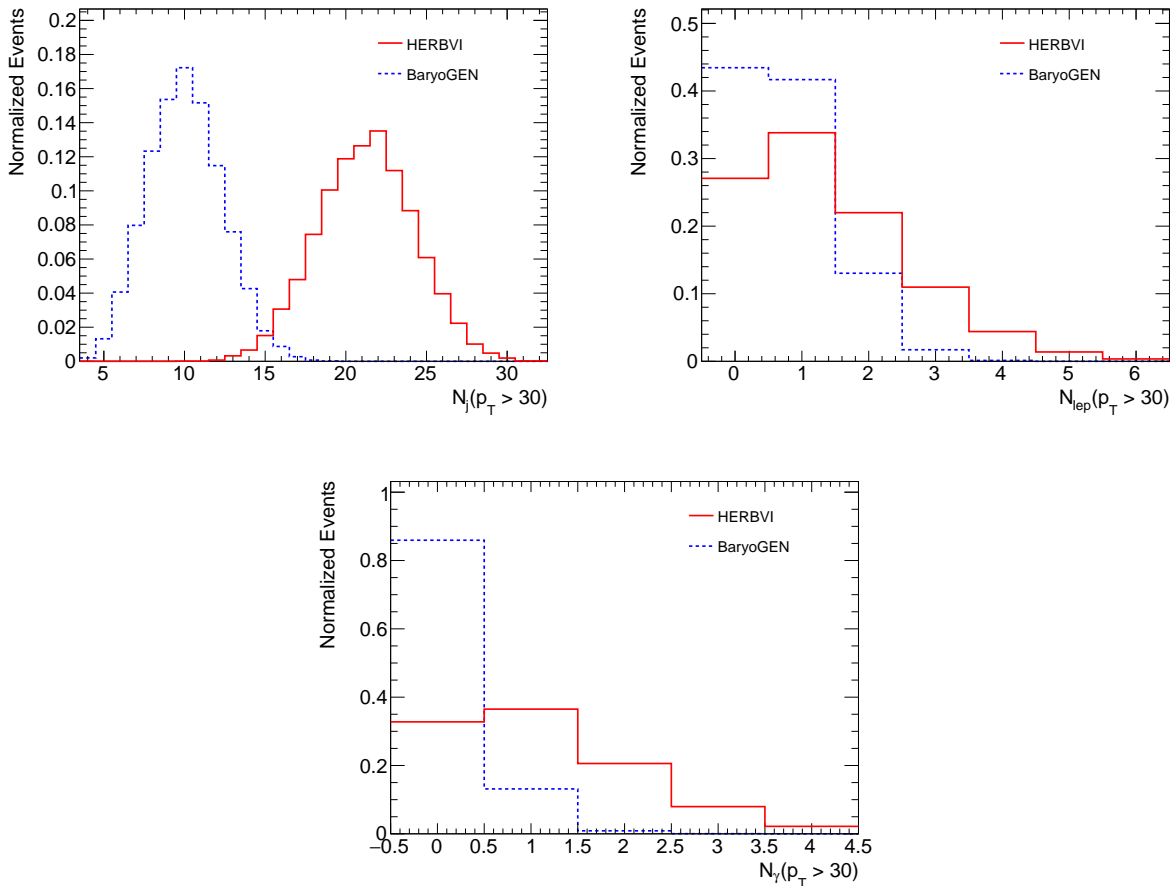 Normalized Events
0.2
0.18
0.16
0.14
0.12
0.1
0.08
0.06
0.04
0.02
0
5 10 15 20 25 30
N_j(p_T > 30)
HERBVI
BaryoGEN
Normalized Events
0.5
0.4
0.3
0.2
0.1
0
0 1 2 3 4 5 6
N_lep(p_T > 30)
HERBVI
BaryoGEN
Normalized Events
1
0.8
0.6
0.4
0.2
0
−0.5 0 0.5 1 1.5 2 2.5 3 3.5 4 4.5
N_γ(p_T > 30)
HERBVI
BaryoGEN